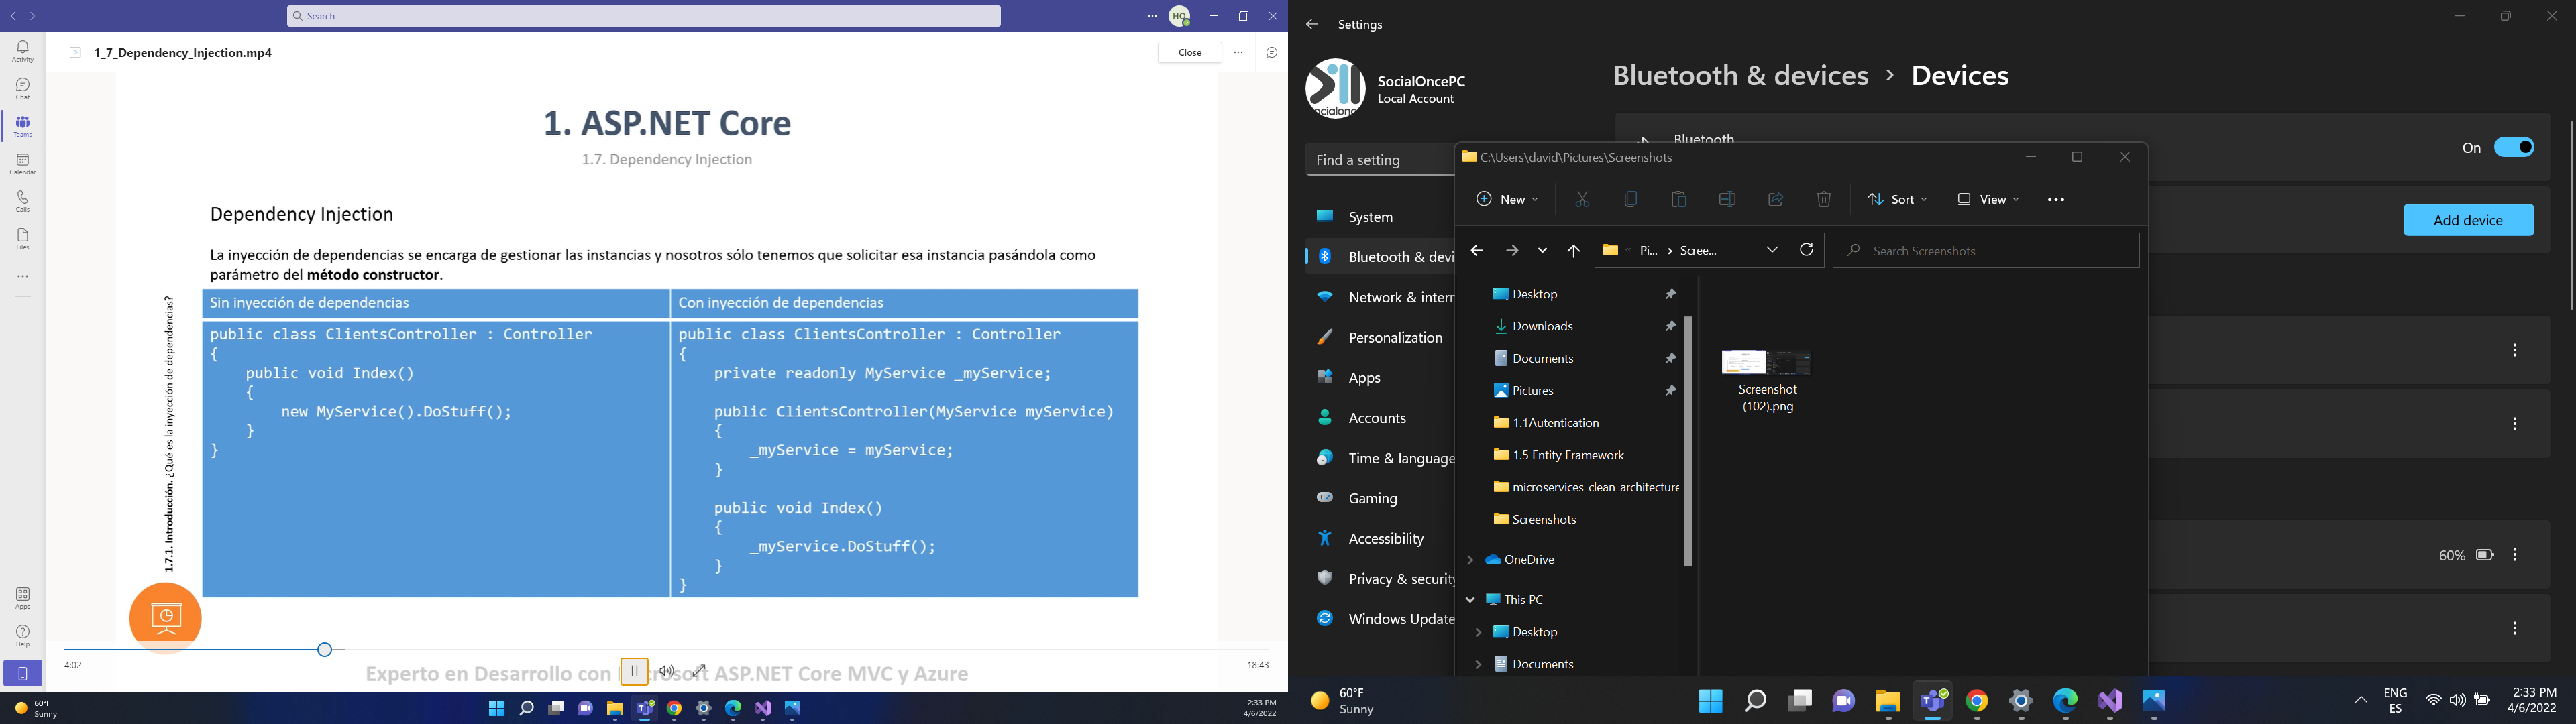 Search
HQ
Activity
Chat
Teams
Calendar
Calls
Files
Apps
Help
1_7_Dependency_Injection.mp4
Close
1. ASP.NET Core
1.7. Dependency Injection
Dependency Injection
La inyección de dependencias se encarga de gestionar las instancias y nosotros sólo tenemos que solicitar esa instancia pasándola como
parámetro del método constructor.
1.7.1. Introducción. ¿Qué es la inyección de dependencias?
Sin inyección de dependencias
public class ClientsController : Controller
{
public void Index()
{
new MyService().DoStuff();
}
}
Con inyección de dependencias
public class ClientsController : Controller
{
private readonly MyService _myService;
public ClientsController(MyService myService)
{
_myService = myService;
}
public void Index()
{
_myService.DoStuff();
}
}
4:02
18:43
Experto en Desarrollo con Microsoft ASP.NET Core MVC y Azure
60°F
Sunny
2:33 PM
4/6/2022
Settings
SocialOncePC
Local Account
Find a setting
System
Bluetooth & devi
Network & intern
Personalization
Apps
Accounts
Time & language
Gaming
Accessibility
Privacy & security
Windows Update
Bluetooth & devices > Devices
Bluetooth
On
Add device
60%
C:\Users\david\Pictures\Screenshots
New
Sort
View
Pi... > Scree...
Search Screenshots
Desktop
Downloads
Documents
Pictures
1.1Autentication
1.5 Entity Framework
microservices_clean_architecture
Screenshots
OneDrive
This PC
Desktop
Documents
Screenshot
(102).png
60°F
Sunny
ENG
ES
2:33 PM
4/6/2022